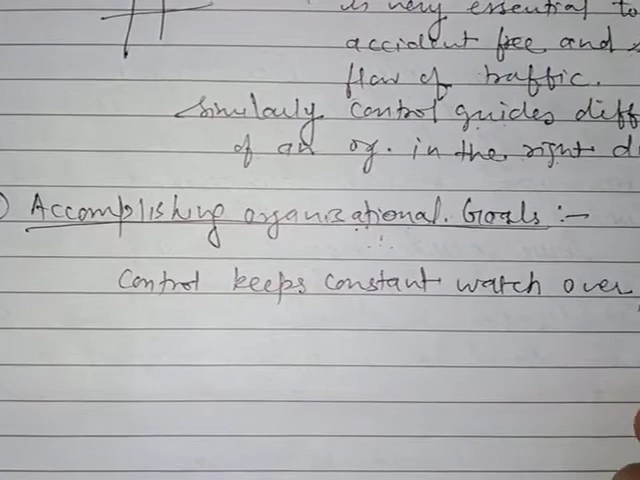 is very essential to
accident free and
flow of traffic.
Similarly control guides diff
of an og. in the right d
) Accomplishing organizational Goals :-
Control keeps constant watch over